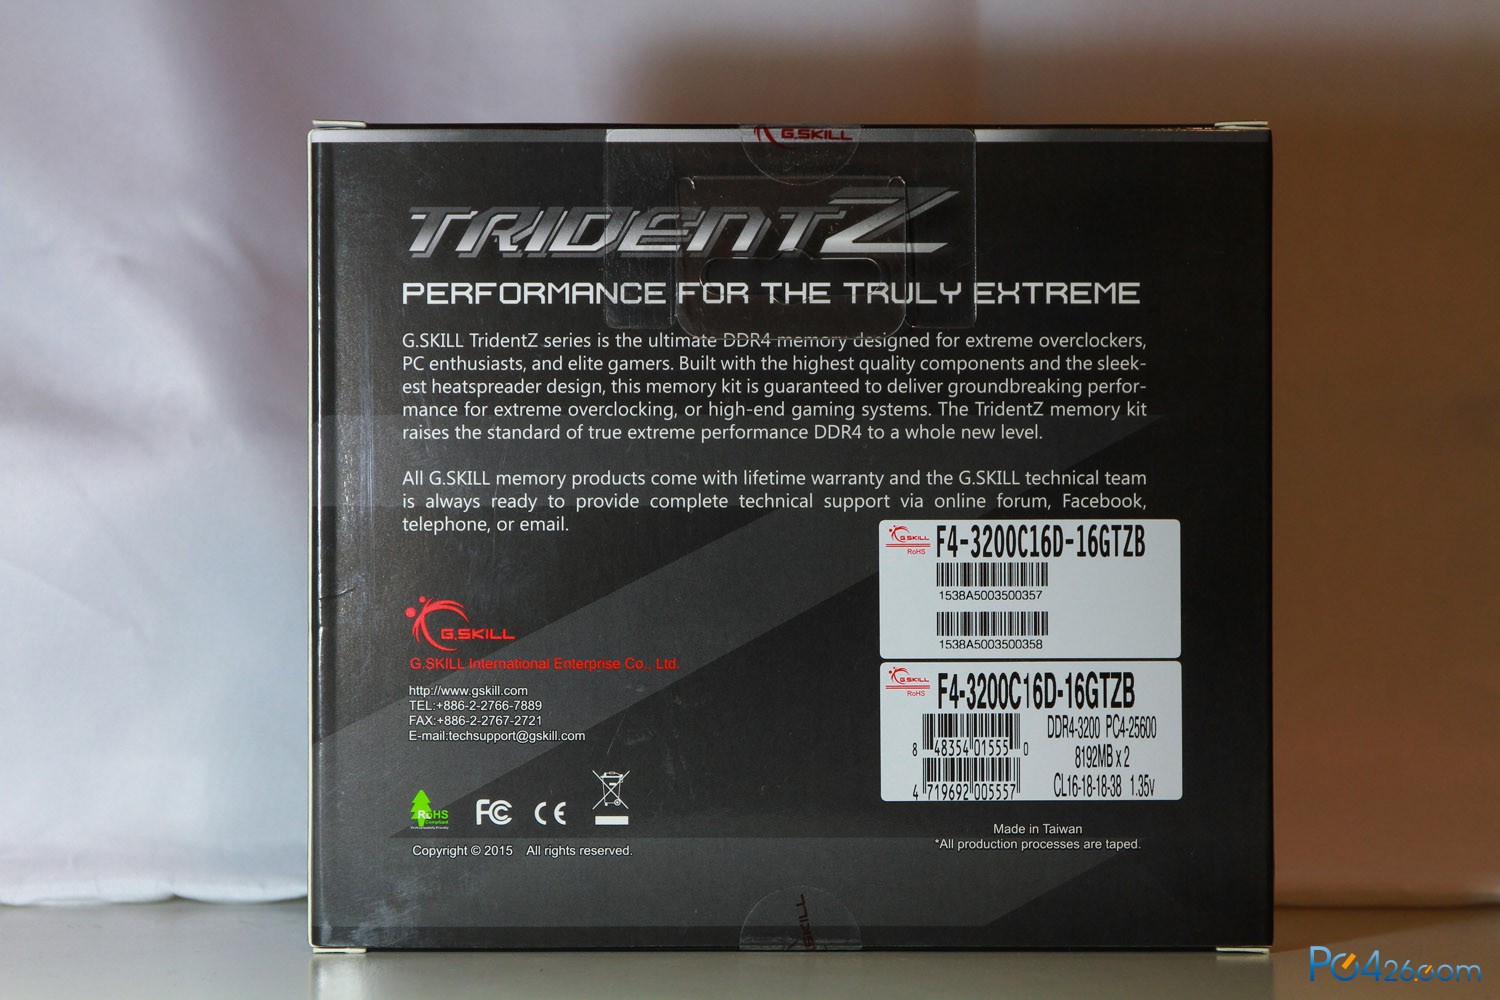 G.SKILL
TRIDENTZ
PERFORMANCE FOR THE TRULY EXTREME
G.SKILL TridentZ series is the ultimate DDR4 memory designed for extreme overclockers,
PC enthusiasts, and elite gamers. Built with the highest quality components and the sleek-
est heatspreader design, this memory kit is guaranteed to deliver groundbreaking perfor-
mance for extreme overclocking, or high-end gaming systems. The TridentZ memory kit
raises the standard of true extreme performance DDR4 to a whole new level.
All G.SKILL memory products come with lifetime warranty and the G.SKILL technical team
is always ready to provide complete technical support via online forum, Facebook,
telephone, or email.
G.SKILL
RoHS
F4-3200C16D-16GTZB
1538A5003500357
1538A5003500358
G.SKILL
RoHS
F4-3200C16D-16GTZB
DDR4-3200 PC4-25600
8 48354 01555 0
8192MB x 2
4 719692 005557
CL16-18-18-38 1.35v
G.SKILL
G.SKILL International Enterprise Co., Ltd.
http://www.gskill.com
TEL:+886-2-2766-7889
FAX:+886-2-2767-2721
E-mail:techsupport@gskill.com
RoHS
FC
CE
Copyright © 2015 All rights reserved.
Made in Taiwan
*All production processes are taped.
SKILL
PC426.com